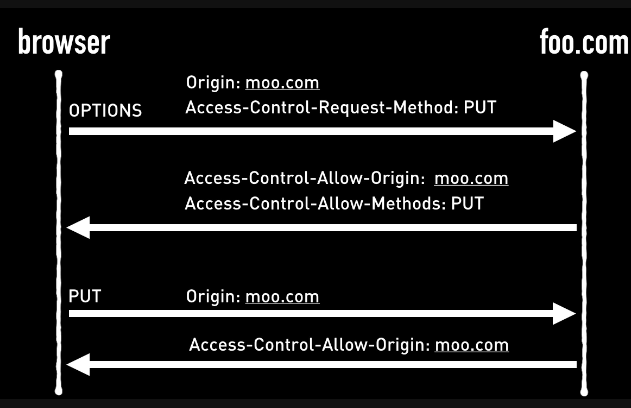 browser
foo.com
Origin: moo.com
OPTIONS
Access-Control-Request-Method: PUT
Access-Control-Allow-Origin: moo.com
Access-Control-Allow-Methods: PUT
PUT
Origin: moo.com
Access-Control-Allow-Origin: moo.com